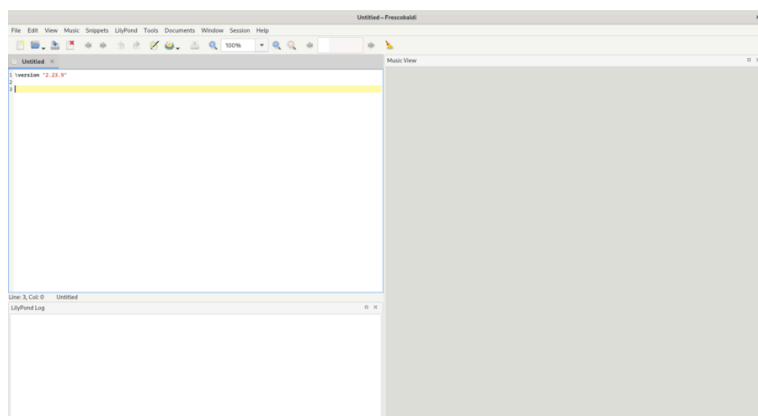 Untitled – Frescobaldi
File Edit View Music Snippets LilyPond Tools Documents Window Session Help
100%
Untitled
Music View
1 \version "2.23.9"
2
3
Line: 3, Col: 0 Untitled
LilyPond Log